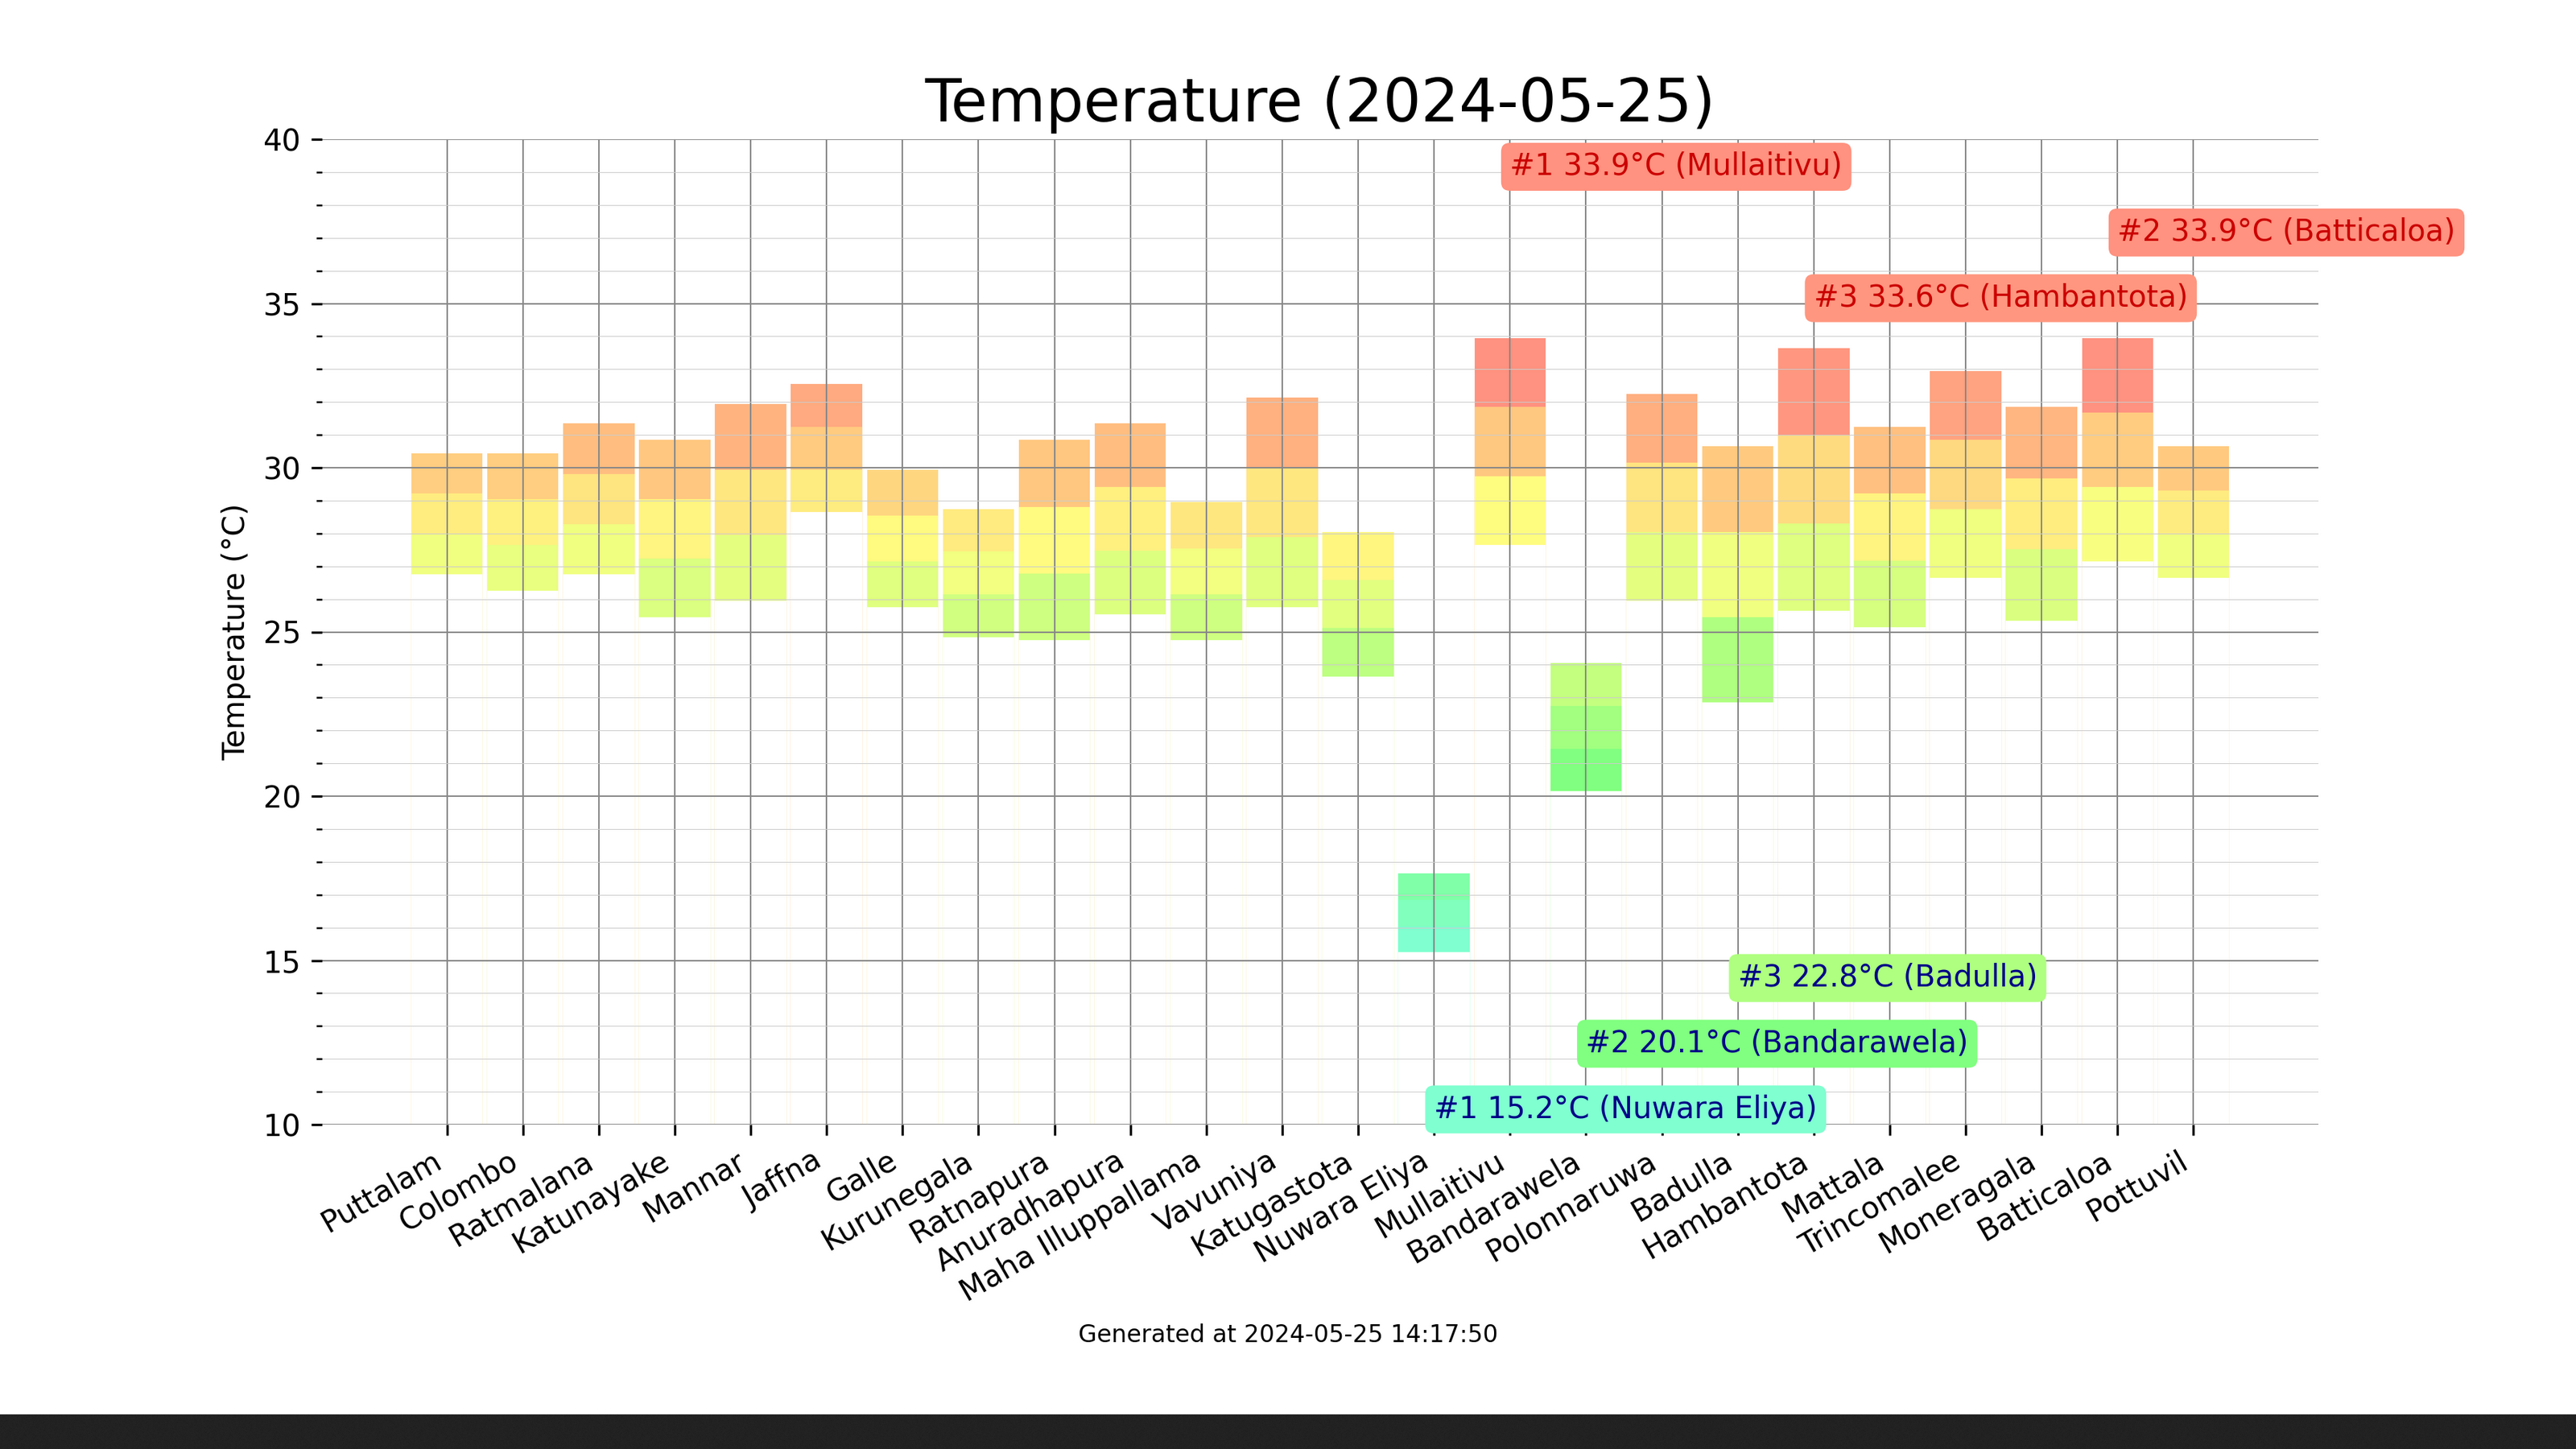 Temperature (2024-05-25)
40
35
30
25
20
15
10
Temperature (°C)
#1 33.9°C (Mullaitivu)
#2 33.9°C (Batticaloa)
#3 33.6°C (Hambantota)
#3 22.8°C (Badulla)
#2 20.1°C (Bandarawela)
#1 15.2°C (Nuwara Eliya)
Puttalam
Colombo
Ratmalana
Katunayake
Mannar
Jaffna
Galle
Kurunegala
Ratnapura
Anuradhapura
Maha Illuppallama
Vavuniya
Katugastota
Nuwara Eliya
Mullaitivu
Bandarawela
Polonnaruwa
Badulla
Hambantota
Mattala
Trincomalee
Moneragala
Batticaloa
Pottuvil
Generated at 2024-05-25 14:17:50